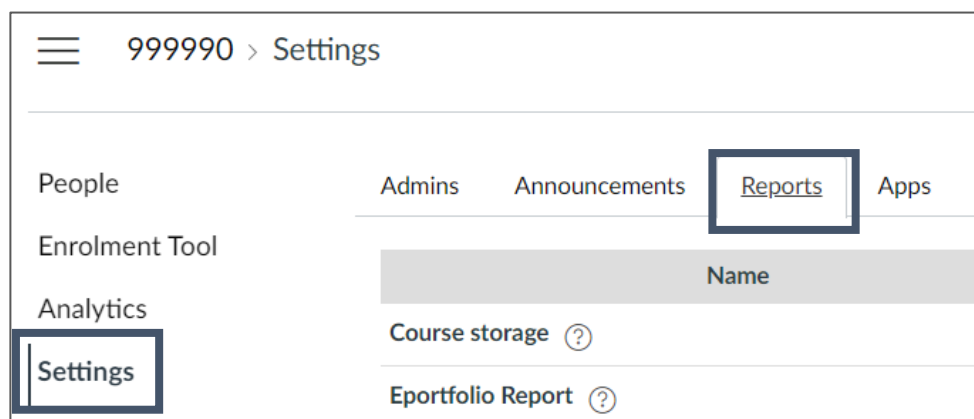 999990 > Settings
People
Enrolment Tool
Analytics
Settings
Admins Announcements Reports Apps
Name
Course storage ?
Eportfolio Report ?